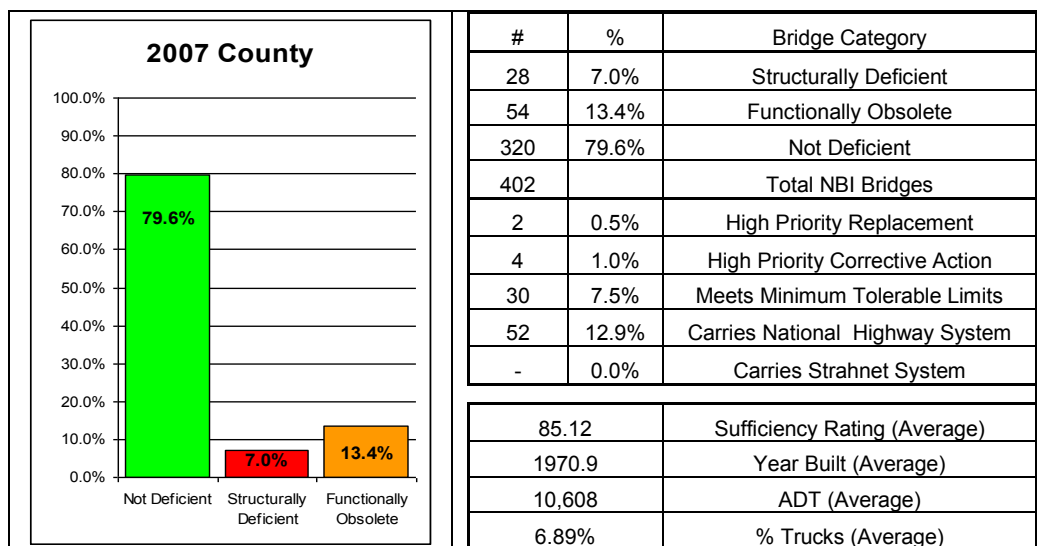 2007 County
100.0%
90.0%
80.0%
70.0%
60.0%
50.0%
40.0%
30.0%
20.0%
10.0%
0.0%
79.6%
7.0%
13.4%
Not Deficient
Structurally
Deficient
Functionally
Obsolete
# % Bridge Category
28 7.0% Structurally Deficient
54 13.4% Functionally Obsolete
320 79.6% Not Deficient
402 Total NBI Bridges
2 0.5% High Priority Replacement
4 1.0% High Priority Corrective Action
30 7.5% Meets Minimum Tolerable Limits
52 12.9% Carries National Highway System
- 0.0% Carries Strahnet System
85.12 Sufficiency Rating (Average)
1970.9 Year Built (Average)
10,608 ADT (Average)
6.89% % Trucks (Average)